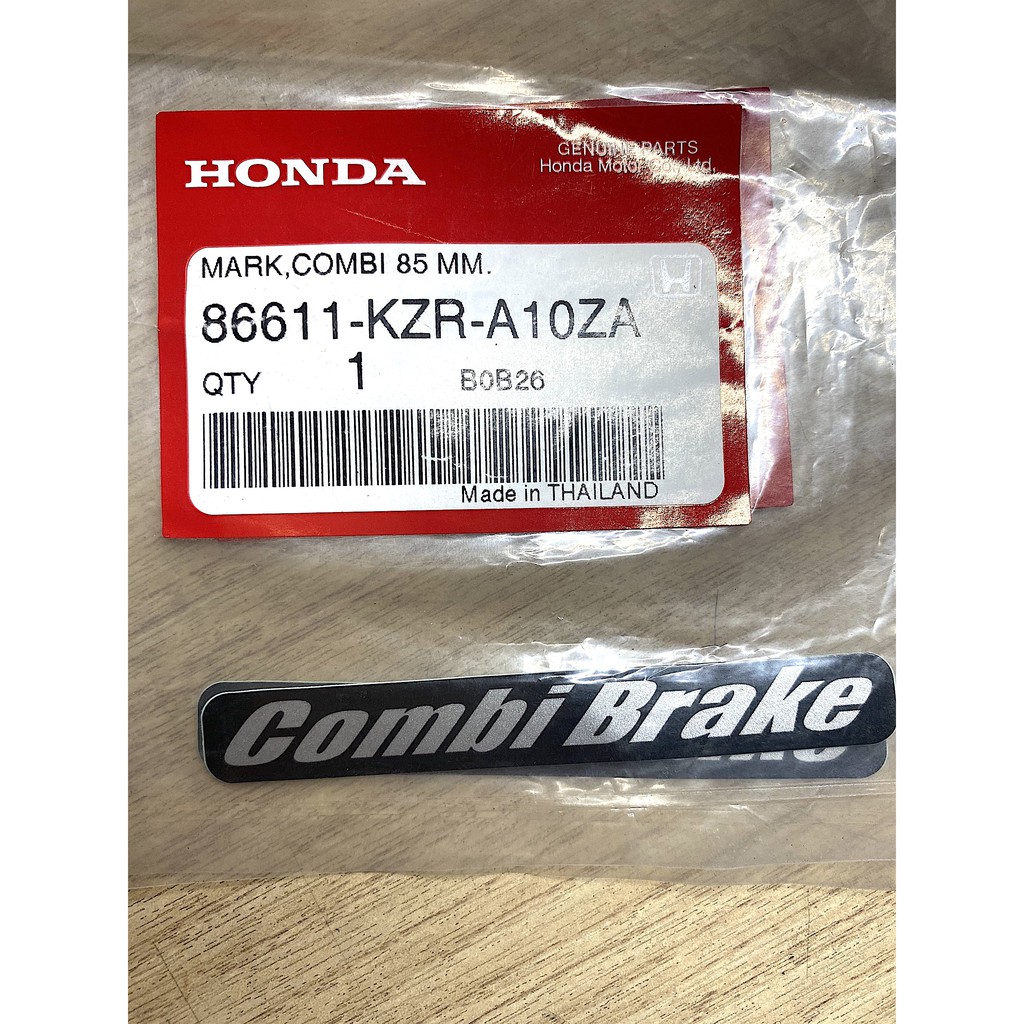 HONDA
GENUINE PARTS
Honda Motor Co., Ltd.
MARK,COMBI 85 MM.
86611-KZR-A10ZA
QTY 1 B0B26
Made in THAILAND
Combi Brake
ake